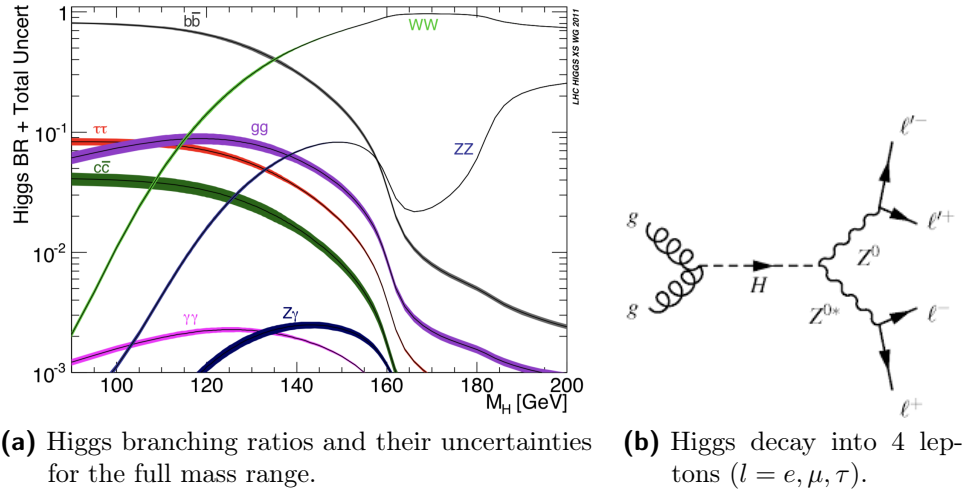 Higgs BR + Total Uncert
1
10⁻¹
10⁻²
10⁻³
bb̄
WW
ττ
gg
cc̄
ZZ
γγ
Zγ
LHC HIGGS XS WG 2011
100 120 140 160 180 200
M_H [GeV]
(a) Higgs branching ratios and their uncertainties
for the full mass range.
g
g
H
Z⁰
Z⁰*
ℓ′⁻
ℓ′⁺
ℓ⁻
ℓ⁺
(b) Higgs decay into 4 lep-
tons (l = e, μ, τ).